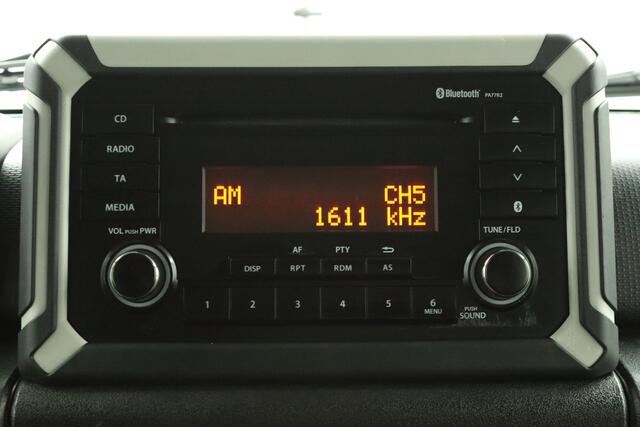 Bluetooth PA77R2
CD
RADIO
TA
MEDIA
AM CH5
1611 kHz
VOL PUSH PWR
TUNE/FLD
AF PTY
DISP RPT RDM AS
1 2 3 4 5 6
MENU
PUSH
SOUND